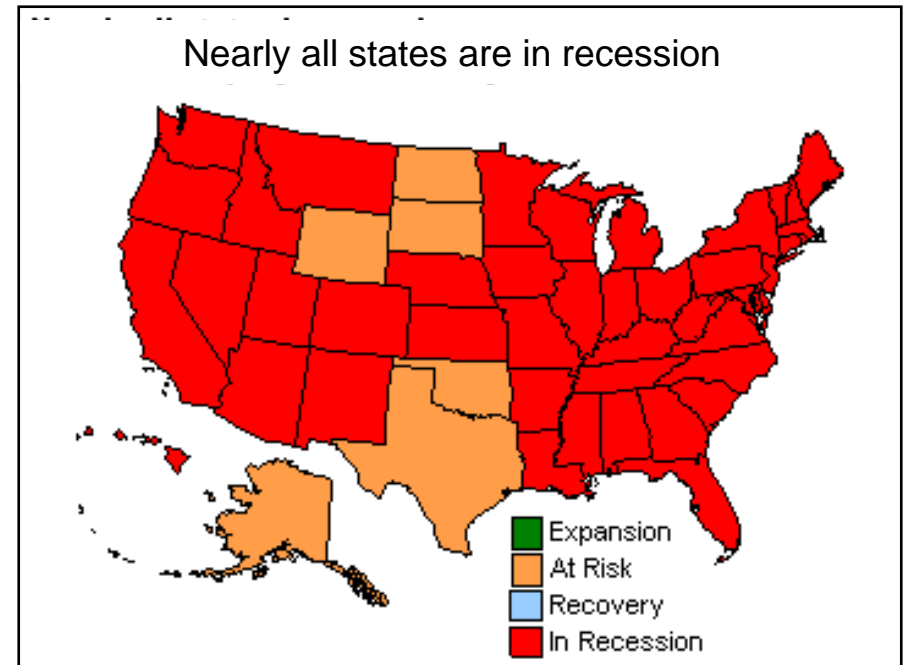 Nearly all states are in recession
Expansion
At Risk
Recovery
In Recession